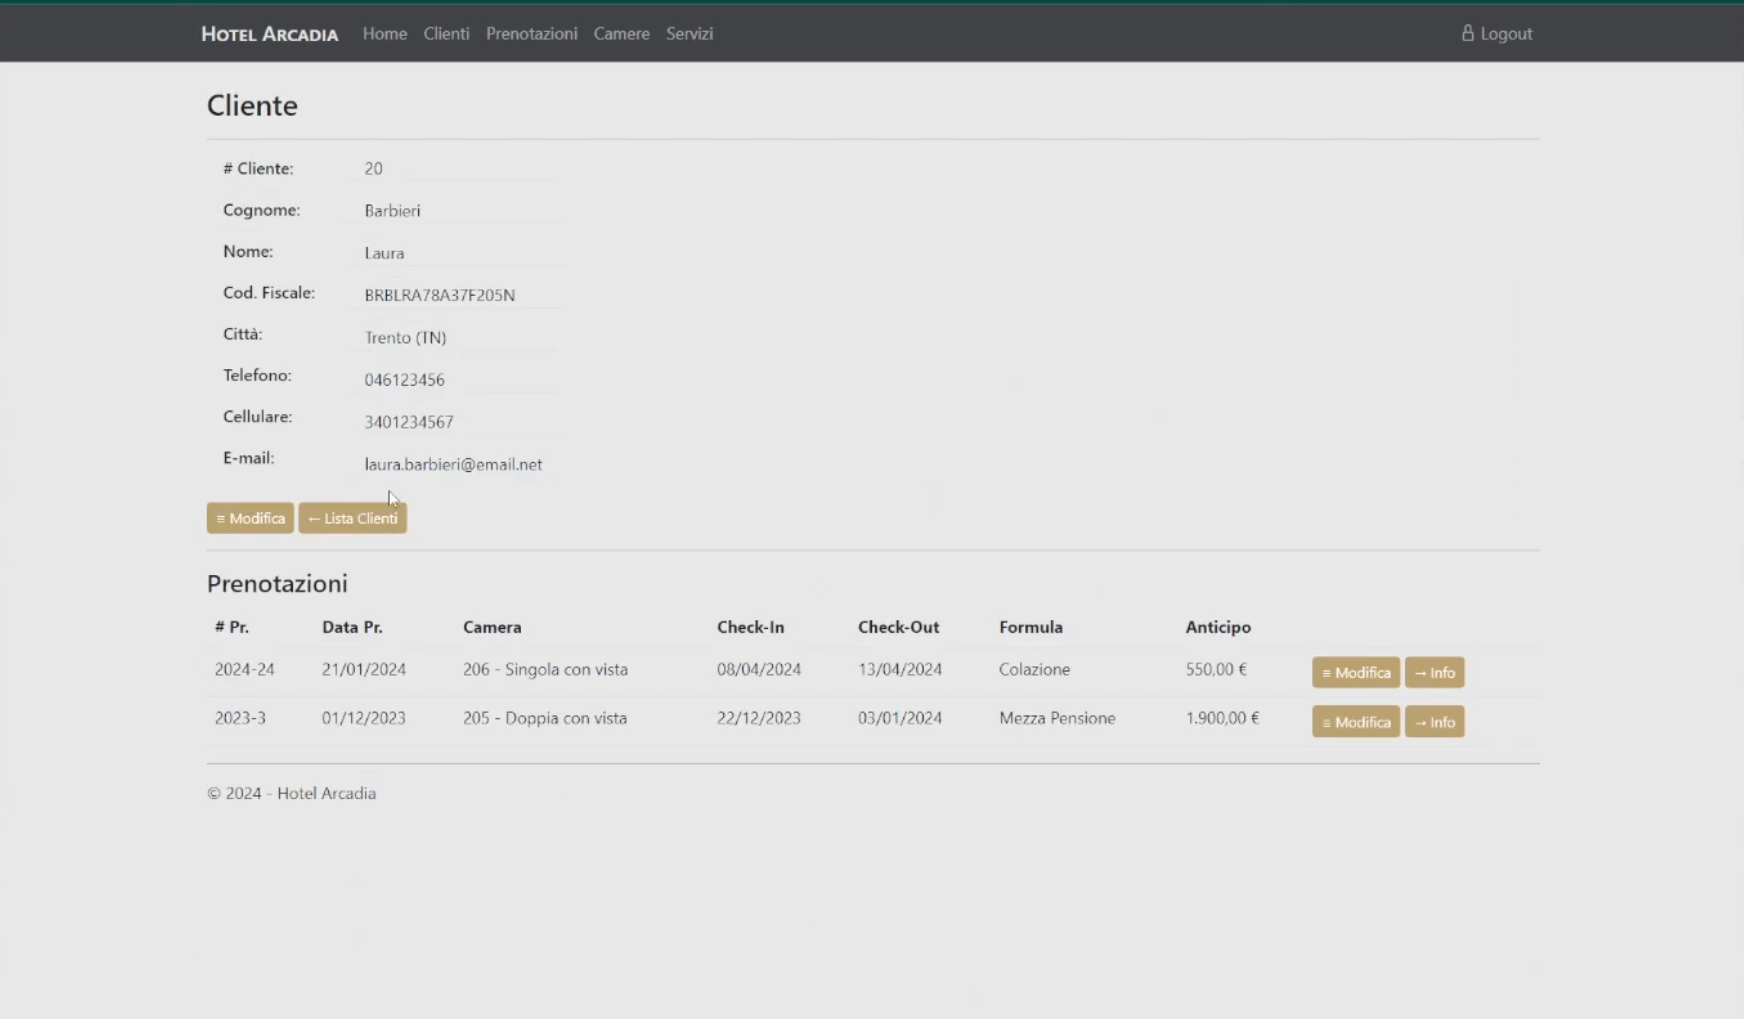 HOTEL ARCADIA Home Clienti Prenotazioni Camere Servizi Logout
Cliente
# Cliente: 20
Cognome: Barbieri
Nome: Laura
Cod. Fiscale: BRBLRA78A37F205N
Città: Trento (TN)
Telefono: 046123456
Cellulare: 3401234567
E-mail: laura.barbieri@email.net
≡ Modifica ← Lista Clienti
Prenotazioni
# Pr. Data Pr. Camera Check-In Check-Out Formula Anticipo
2024-24 21/01/2024 206 - Singola con vista 08/04/2024 13/04/2024 Colazione 550,00 € ≡ Modifica → Info
2023-3 01/12/2023 205 - Doppia con vista 22/12/2023 03/01/2024 Mezza Pensione 1.900,00 € ≡ Modifica → Info
© 2024 - Hotel Arcadia